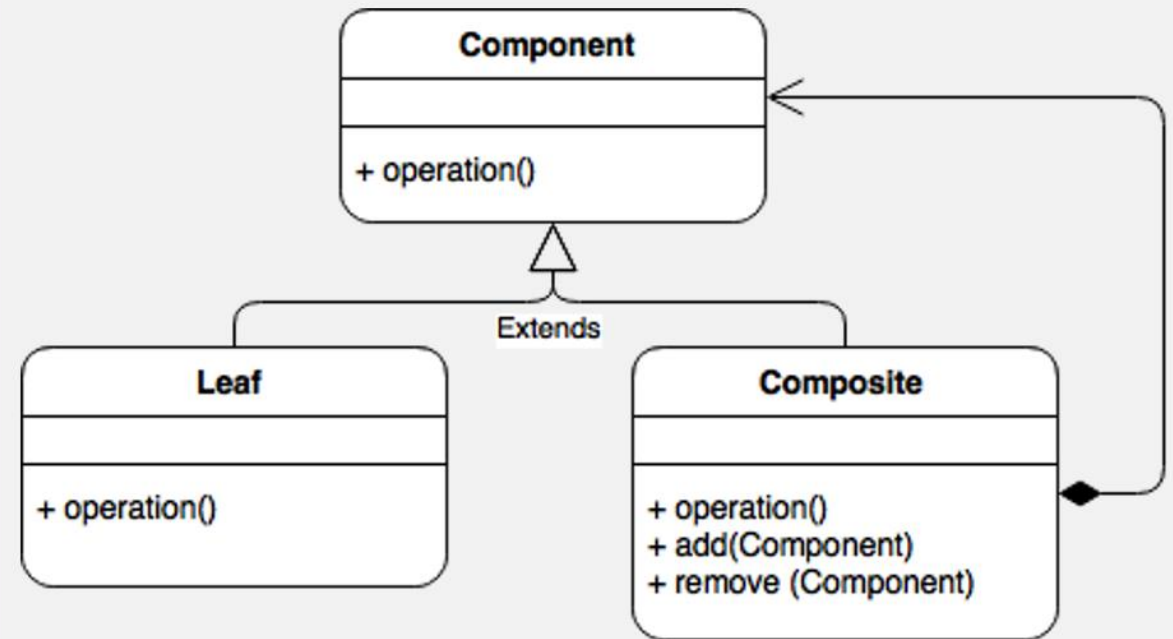 Component
+ operation()
Extends
Leaf
+ operation()
Composite
+ operation()
+ add(Component)
+ remove (Component)